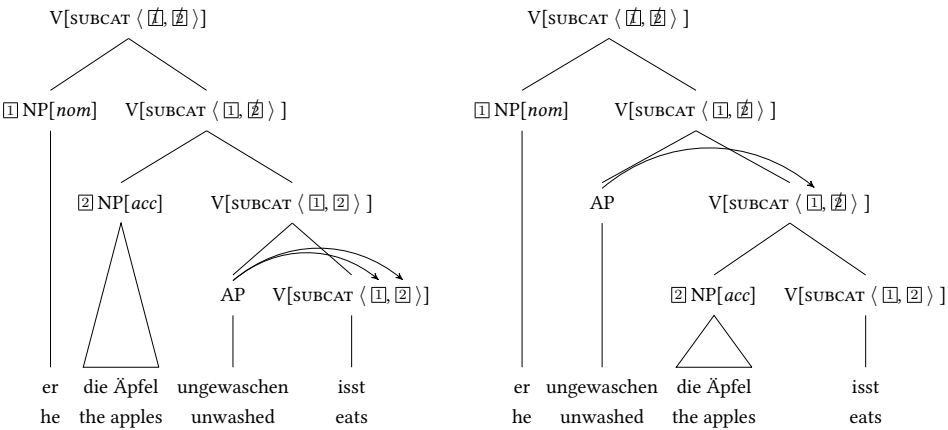 V[SUBCAT ⟨ 1̸, 2̸ ⟩] V[SUBCAT ⟨ 1̸, 2̸ ⟩]
1 NP[nom] V[SUBCAT ⟨ 1, 2̸ ⟩ ] 1 NP[nom] V[SUBCAT ⟨ 1, 2̸ ⟩ ]
2 NP[acc] V[SUBCAT ⟨ 1, 2 ⟩ ] AP V[SUBCAT ⟨ 1, 2̸ ⟩ ]
AP V[SUBCAT ⟨ 1, 2 ⟩] 2 NP[acc] V[SUBCAT ⟨ 1, 2 ⟩ ]
er die Äpfel ungewaschen isst er ungewaschen die Äpfel isst
he the apples unwashed eats he unwashed the apples eats